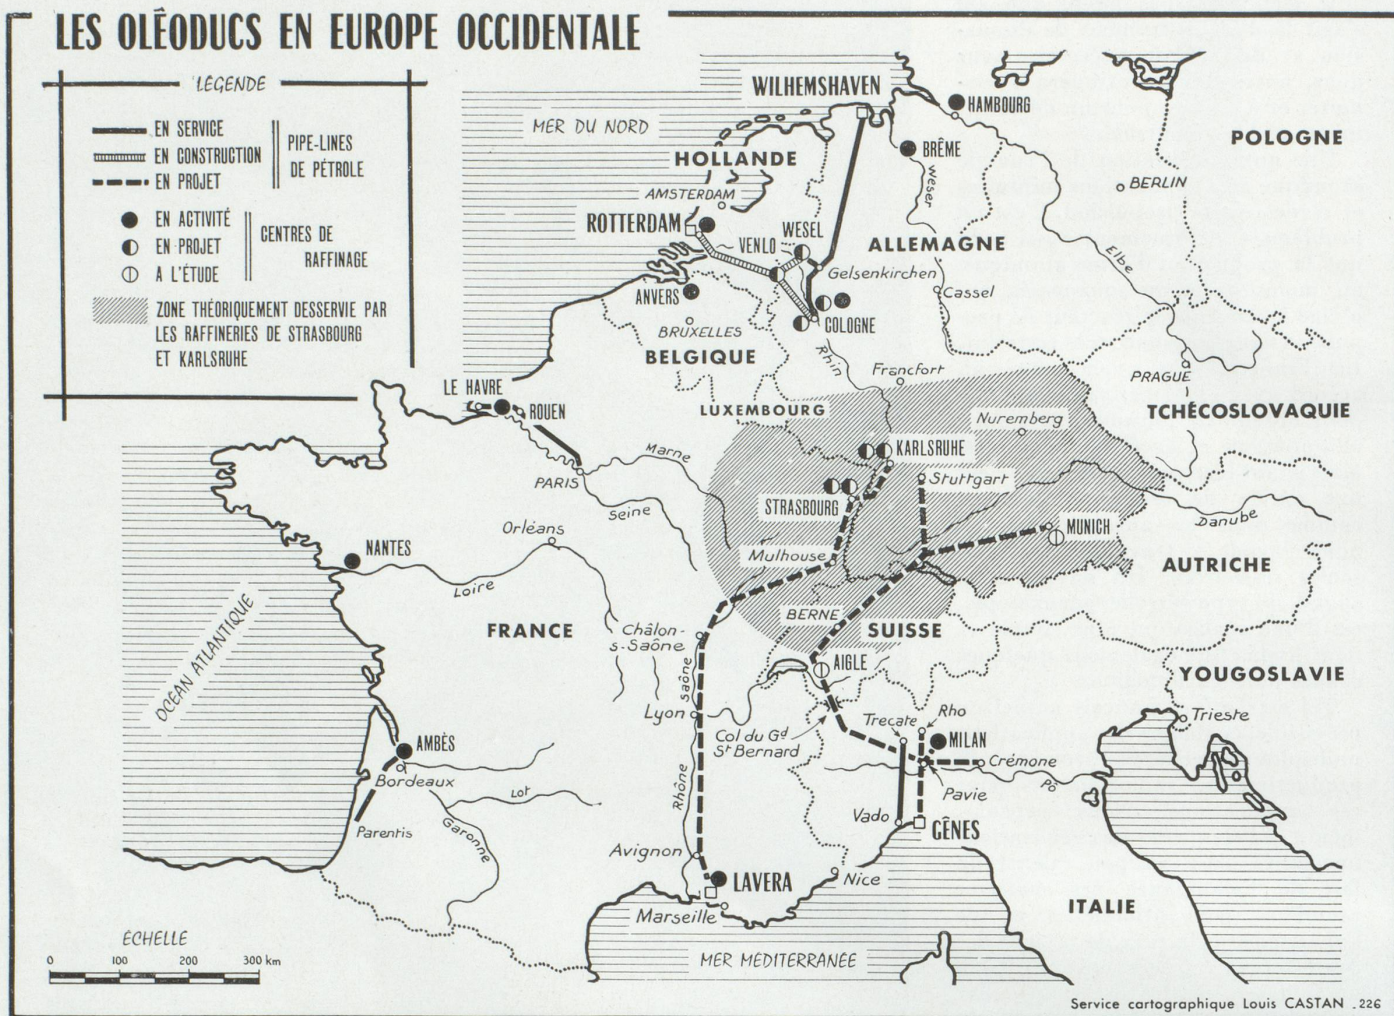 LES OLÉODUCS EN EUROPE OCCIDENTALE
LÉGENDE
EN SERVICE
EN CONSTRUCTION
EN PROJET
PIPE-LINES
DE PÉTROLE
EN ACTIVITÉ
EN PROJET
A L'ÉTUDE
CENTRES DE
RAFFINAGE
ZONE THÉORIQUEMENT DESSERVIE PAR
LES RAFFINERIES DE STRASBOURG
ET KARLSRUHE
MER DU NORD
WILHEMSHAVEN
HAMBOURG
BRÊME
POLOGNE
HOLLANDE
AMSTERDAM
Weser
BERLIN
ROTTERDAM
VENLO
WESEL
ALLEMAGNE
Elbe
Gelsenkirchen
Cassel
ANVERS
BRUXELLES
COLOGNE
BELGIQUE
Rhin
Francfort
PRAGUE
LE HAVRE
ROUEN
LUXEMBOURG
Nuremberg
TCHÉCOSLOVAQUIE
Marne
KARLSRUHE
PARIS
Stuttgart
STRASBOURG
Seine
Orléans
MUNICH
Danube
NANTES
Mulhouse
AUTRICHE
Loire
OCÉAN ATLANTIQUE
FRANCE
Châlon-
s-Saône
BERNE
SUISSE
AIGLE
Saône
YOUGOSLAVIE
Lyon
Col du Gd
St Bernard
Trecate
Rho
Trieste
AMBÈS
MILAN
Bordeaux
Crémone
Pô
Rhône
Pavie
Lot
Parentis
Garonne
Vado
GÊNES
Avignon
LAVERA
Nice
Marseille
ITALIE
MER MÉDITERRANÉE
ÉCHELLE
0 100 200 300 km
Service cartographique Louis CASTAN . 226